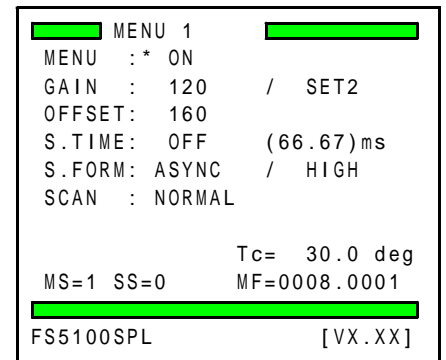 MENU 1
MENU :* ON
GAIN : 120 / SET2
OFFSET: 160
S.TIME: OFF (66.67)ms
S.FORM: ASYNC / HIGH
SCAN : NORMAL
Tc= 30.0 deg
MS=1 SS=0 MF=0008.0001
FS5100SPL [VX.XX]